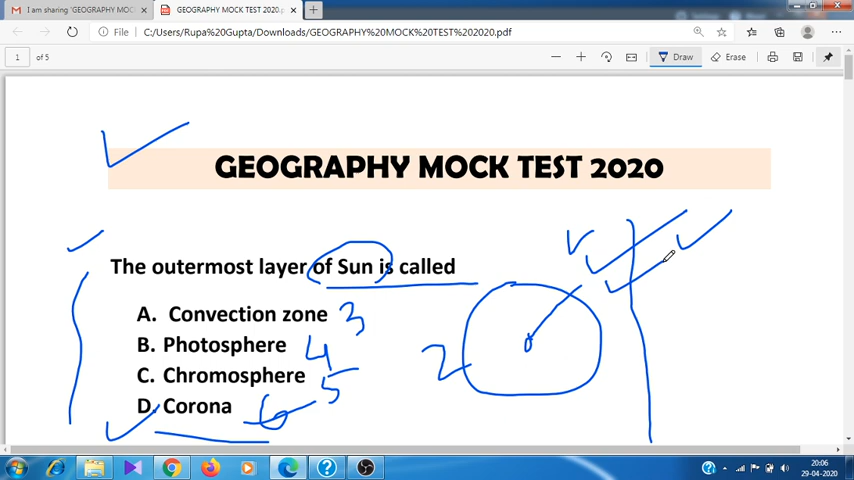 I am sharing 'GEOGRAPHY MOC
GEOGRAPHY MOCK TEST 2020.p
File
C:/Users/Rupa%20Gupta/Downloads/GEOGRAPHY%20MOCK%20TEST%202020.pdf
1 of 5
Draw
Erase
GEOGRAPHY MOCK TEST 2020
The outermost layer of Sun is called
A. Convection zone 3
B. Photosphere 4
C. Chromosphere 5
D. Corona 6
2
20:06
29-04-2020